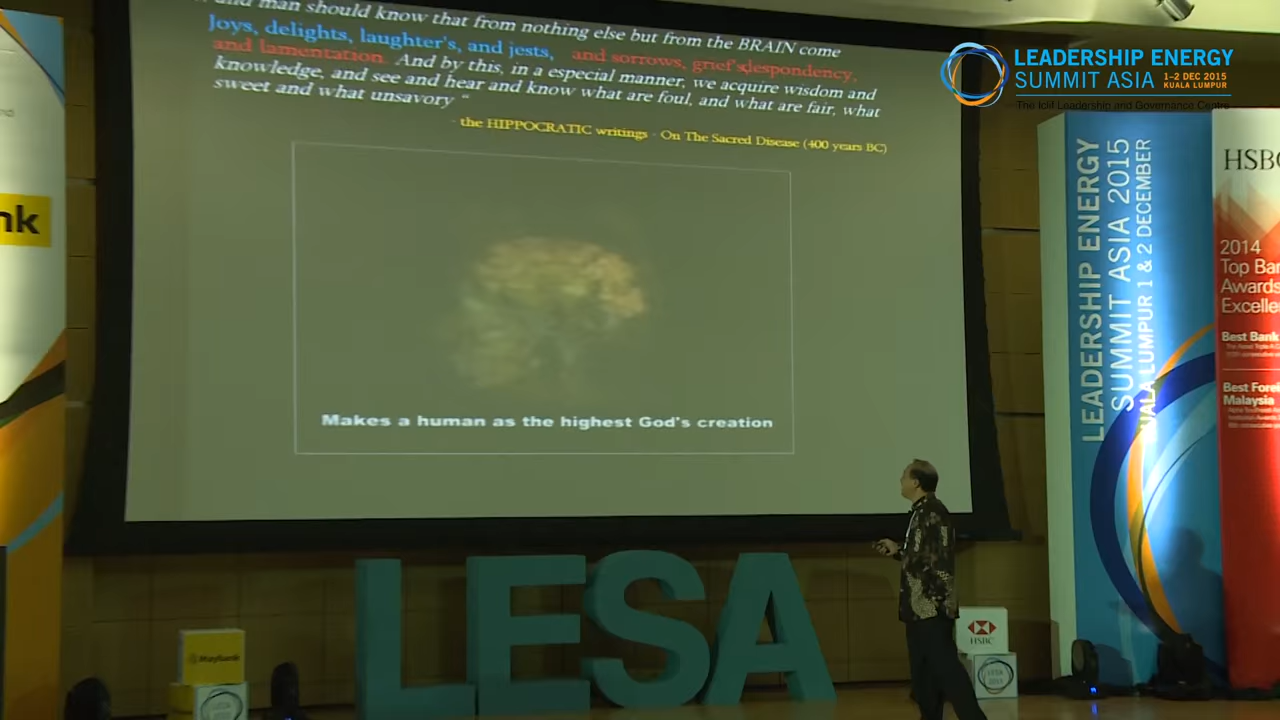 and man should know that from nothing else but from the BRAIN come
Joys, delights, laughter's, and jests, and sorrows, grief's despondency,
and lamentation. And by this, in a especial manner, we acquire wisdom and
knowledge, and see and hear and know what are foul, and what are fair, what
sweet and what unsavory "
the HIPPOCRATIC writings - On The Sacred Disease (400 years BC)
Makes a human as the highest God's creation
LEADERSHIP ENERGY
SUMMIT ASIA 1-2 DEC 2015
KUALA LUMPUR
The Iclif Leadership and Governance Centre
LEADERSHIP ENERGY
SUMMIT ASIA 2015
KUALA LUMPUR 1 & 2 DECEMBER
HSBC
2014
Top Ban
Awards
Excelle
Best Bank
Best Forei
Malaysia
nk
LESA
Maybank
HSBC